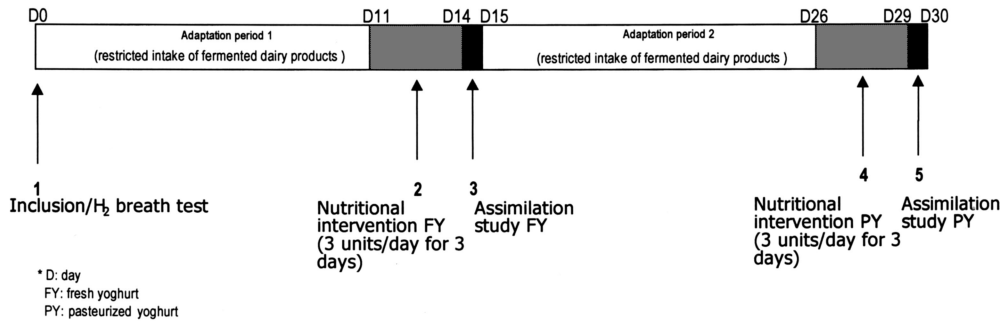 D0 D11 D14 D15 D26 D29 D30
Adaptation period 1
(restricted intake of fermented dairy products )
Adaptation period 2
(restricted intake of fermented dairy products )
1
Inclusion/H2 breath test
2
Nutritional
intervention FY
(3 units/day for 3
days)
3
Assimilation
study FY
4
Nutritional
intervention PY
(3 units/day for 3
days)
5
Assimilation
study PY
* D: day
FY: fresh yoghurt
PY: pasteurized yoghurt